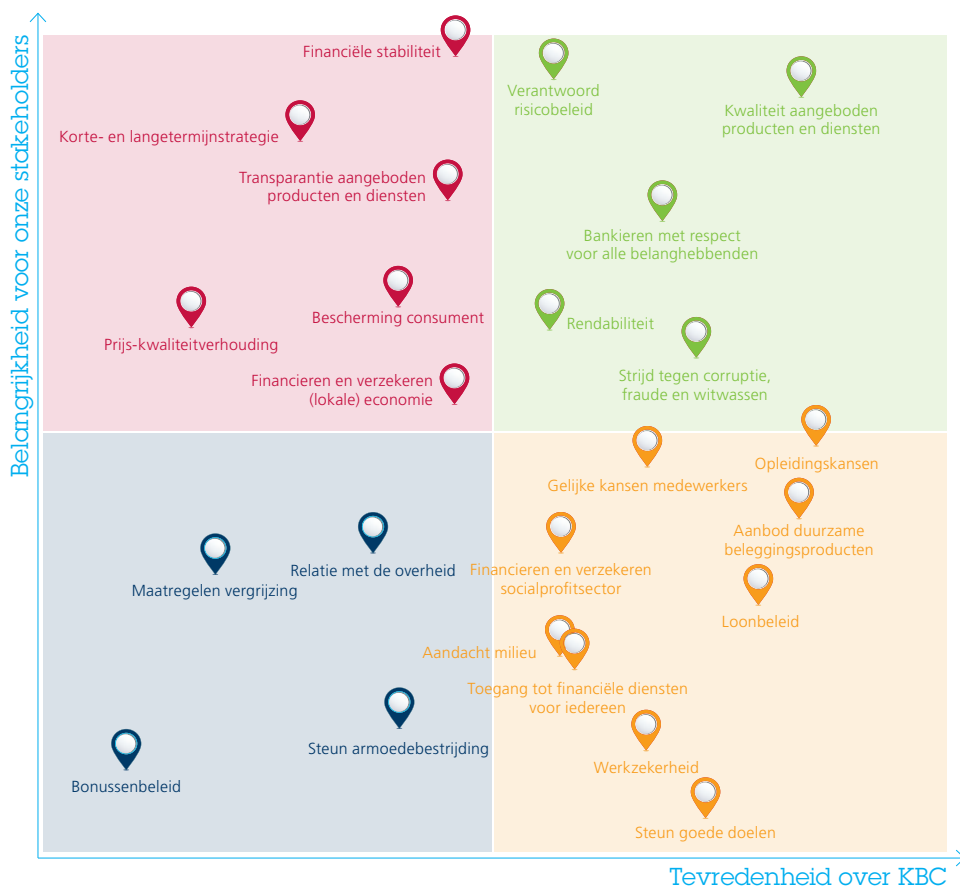 Belangrijkheid voor onze stakeholders
Financiële stabiliteit
Korte- en langetermijnstrategie
Transparantie aangeboden
producten en diensten
Bescherming consument
Prijs-kwaliteitverhouding
Financieren en verzekeren
(lokale) economie
Verantwoord
risicobeleid
Kwaliteit aangeboden
producten en diensten
Bankieren met respect
voor alle belanghebbenden
Rendabiliteit
Strijd tegen corruptie,
fraude en witwassen
Relatie met de overheid
Maatregelen vergrijzing
Steun armoedebestrijding
Bonussenbeleid
Opleidingskansen
Gelijke kansen medewerkers
Aanbod duurzame
beleggingsproducten
Financieren en verzekeren
socialprofitsector
Loonbeleid
Aandacht milieu
Toegang tot financiële diensten
voor iedereen
Werkzekerheid
Steun goede doelen
Tevredenheid over KBC